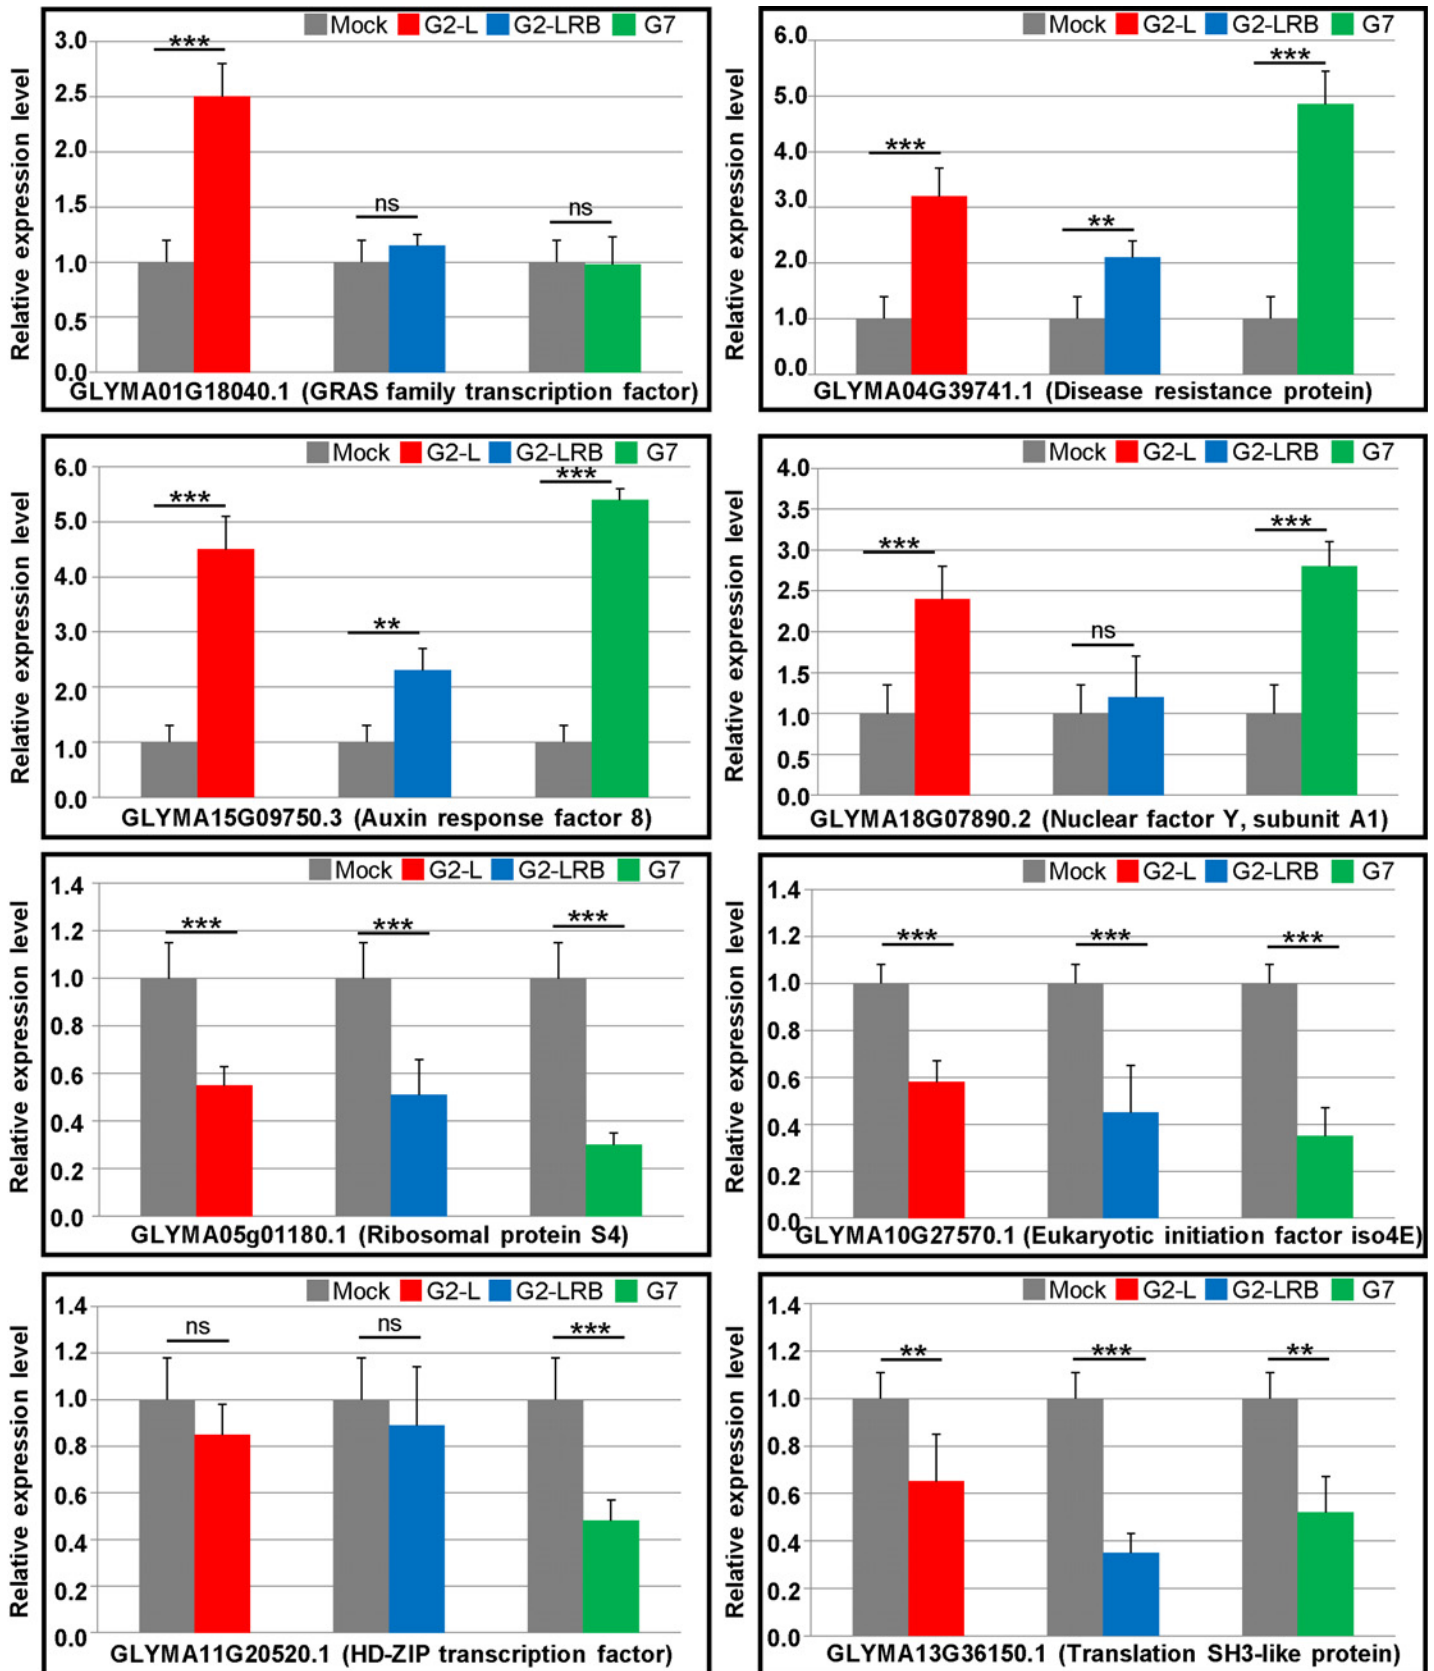 Mock G2-L G2-LRB G7
Relative expression level
3.0
2.5
2.0
1.5
1.0
0.5
0.0
***
ns
ns
GLYMA01G18040.1 (GRAS family transcription factor)
Mock G2-L G2-LRB G7
Relative expression level
6.0
5.0
4.0
3.0
2.0
1.0
0.0
***
**
***
GLYMA04G39741.1 (Disease resistance protein)
Mock G2-L G2-LRB G7
Relative expression level
6.0
5.0
4.0
3.0
2.0
1.0
0.0
***
**
***
GLYMA15G09750.3 (Auxin response factor 8)
Mock G2-L G2-LRB G7
Relative expression level
4.0
3.5
3.0
2.5
2.0
1.5
1.0
0.5
0.0
***
ns
***
GLYMA18G07890.2 (Nuclear factor Y, subunit A1)
Mock G2-L G2-LRB G7
Relative expression level
1.4
1.2
1.0
0.8
0.6
0.4
0.2
0.0
***
***
***
GLYMA05g01180.1 (Ribosomal protein S4)
Mock G2-L G2-LRB G7
Relative expression level
1.4
1.2
1.0
0.8
0.6
0.4
0.2
0.0
***
***
***
GLYMA10G27570.1 (Eukaryotic initiation factor iso4E)
Mock G2-L G2-LRB G7
Relative expression level
1.4
1.2
1.0
0.8
0.6
0.4
0.2
0.0
ns
ns
***
GLYMA11G20520.1 (HD-ZIP transcription factor)
Mock G2-L G2-LRB G7
Relative expression level
1.4
1.2
1.0
0.8
0.6
0.4
0.2
0.0
**
***
**
GLYMA13G36150.1 (Translation SH3-like protein)